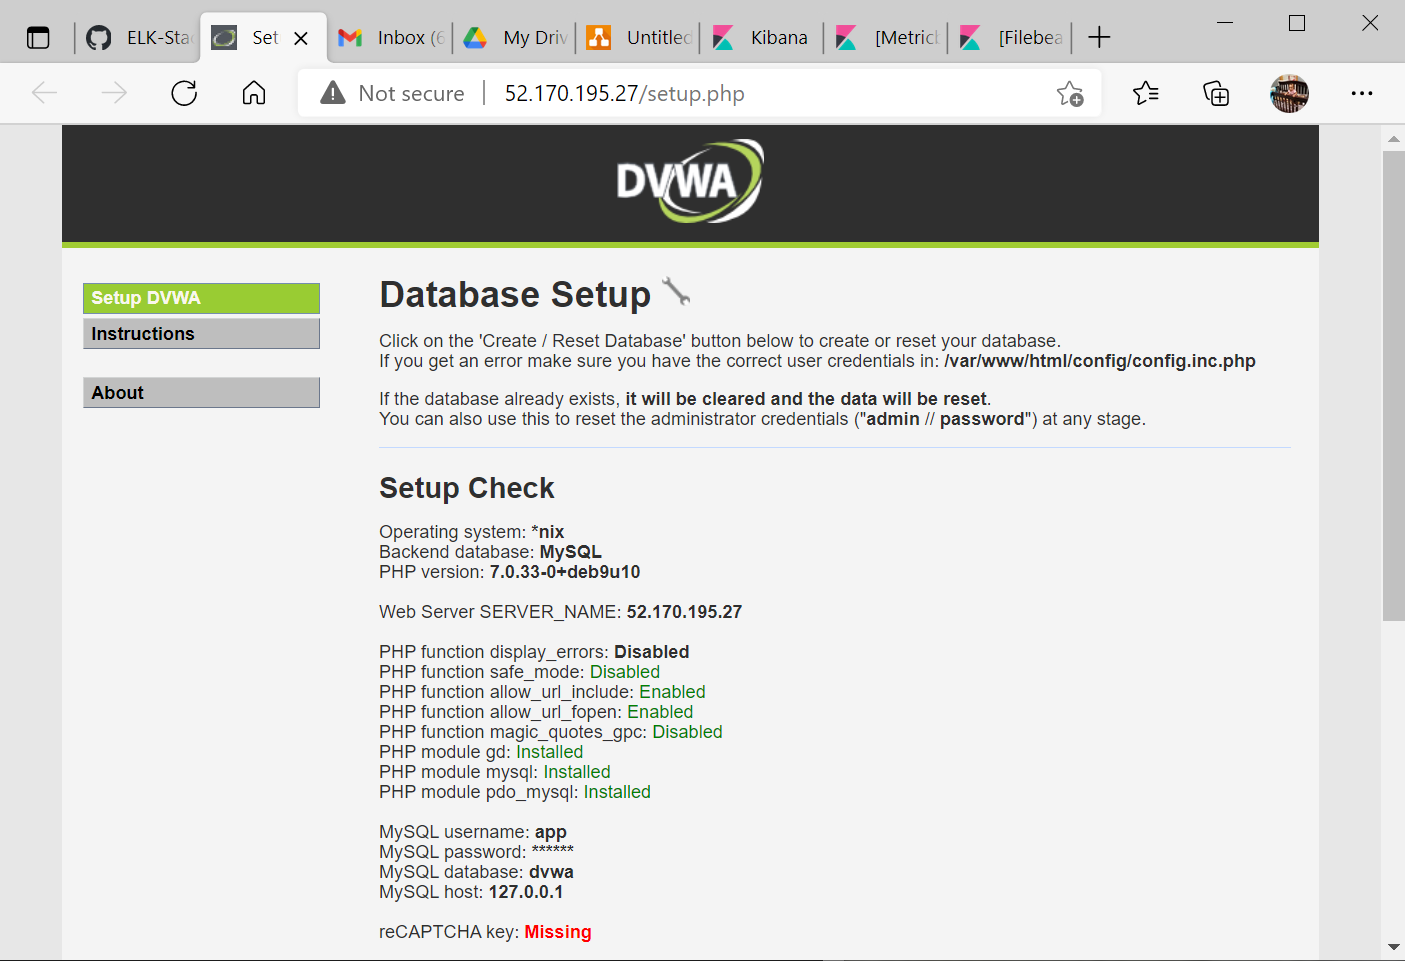 ELK-Sta
Set
Inbox (6
My Driv
Untitled
Kibana
[Metric
[Filebea
Not secure
52.170.195.27/setup.php
DVWA
Setup DVWA
Instructions
About
Database Setup
Click on the 'Create / Reset Database' button below to create or reset your database.
If you get an error make sure you have the correct user credentials in: /var/www/html/config/config.inc.php
If the database already exists, it will be cleared and the data will be reset.
You can also use this to reset the administrator credentials ("admin // password") at any stage.
Setup Check
Operating system: *nix
Backend database: MySQL
PHP version: 7.0.33-0+deb9u10
Web Server SERVER_NAME: 52.170.195.27
PHP function display_errors: Disabled
PHP function safe_mode: Disabled
PHP function allow_url_include: Enabled
PHP function allow_url_fopen: Enabled
PHP function magic_quotes_gpc: Disabled
PHP module gd: Installed
PHP module mysql: Installed
PHP module pdo_mysql: Installed
MySQL username: app
MySQL password: ******
MySQL database: dvwa
MySQL host: 127.0.0.1
reCAPTCHA key: Missing